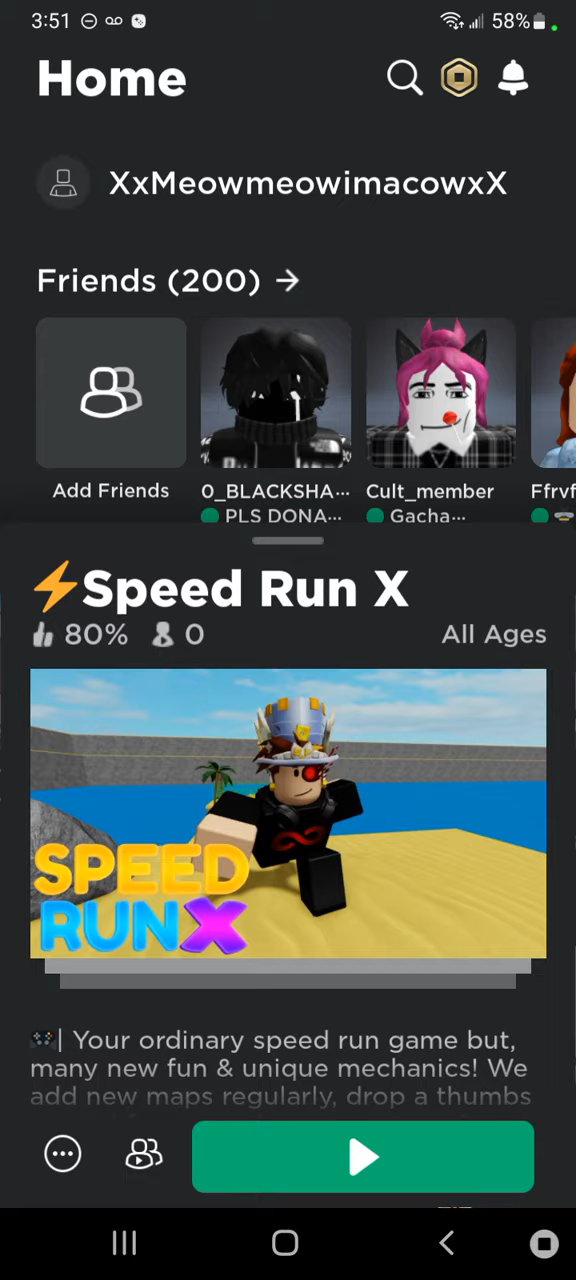 3:51
58%
Home
XxMeowmeowimacowxX
Friends (200) →
Add Friends
0_BLACKSHA...
Cult_member
Ffrvf
PLS DONA...
Gacha...
⚡Speed Run X
80%
0
All Ages
SPEED
RUN X
🎮| Your ordinary speed run game but,
many new fun & unique mechanics! We
add new maps regularly, drop a thumbs